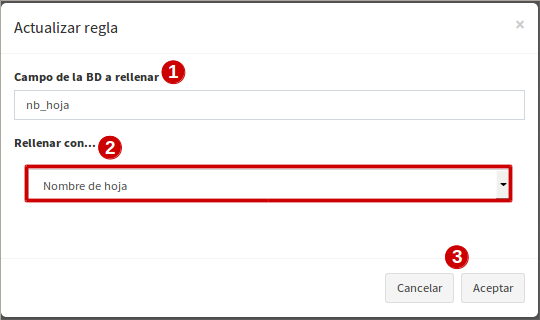 Actualizar regla ×
Campo de la BD a rellenar 1
nb_hoja
Rellenar con... 2
Nombre de hoja
3
Cancelar Aceptar